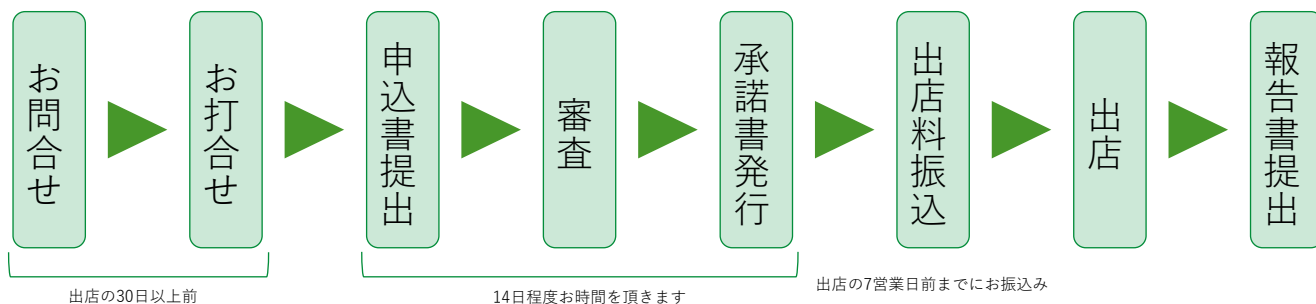 お問合せ
お打合せ
申込書提出
審査
承諾書発行
出店料振込
出店
報告書提出
出店の30日以上前
14日程度お時間を頂きます
出店の7営業日前までにお振込み